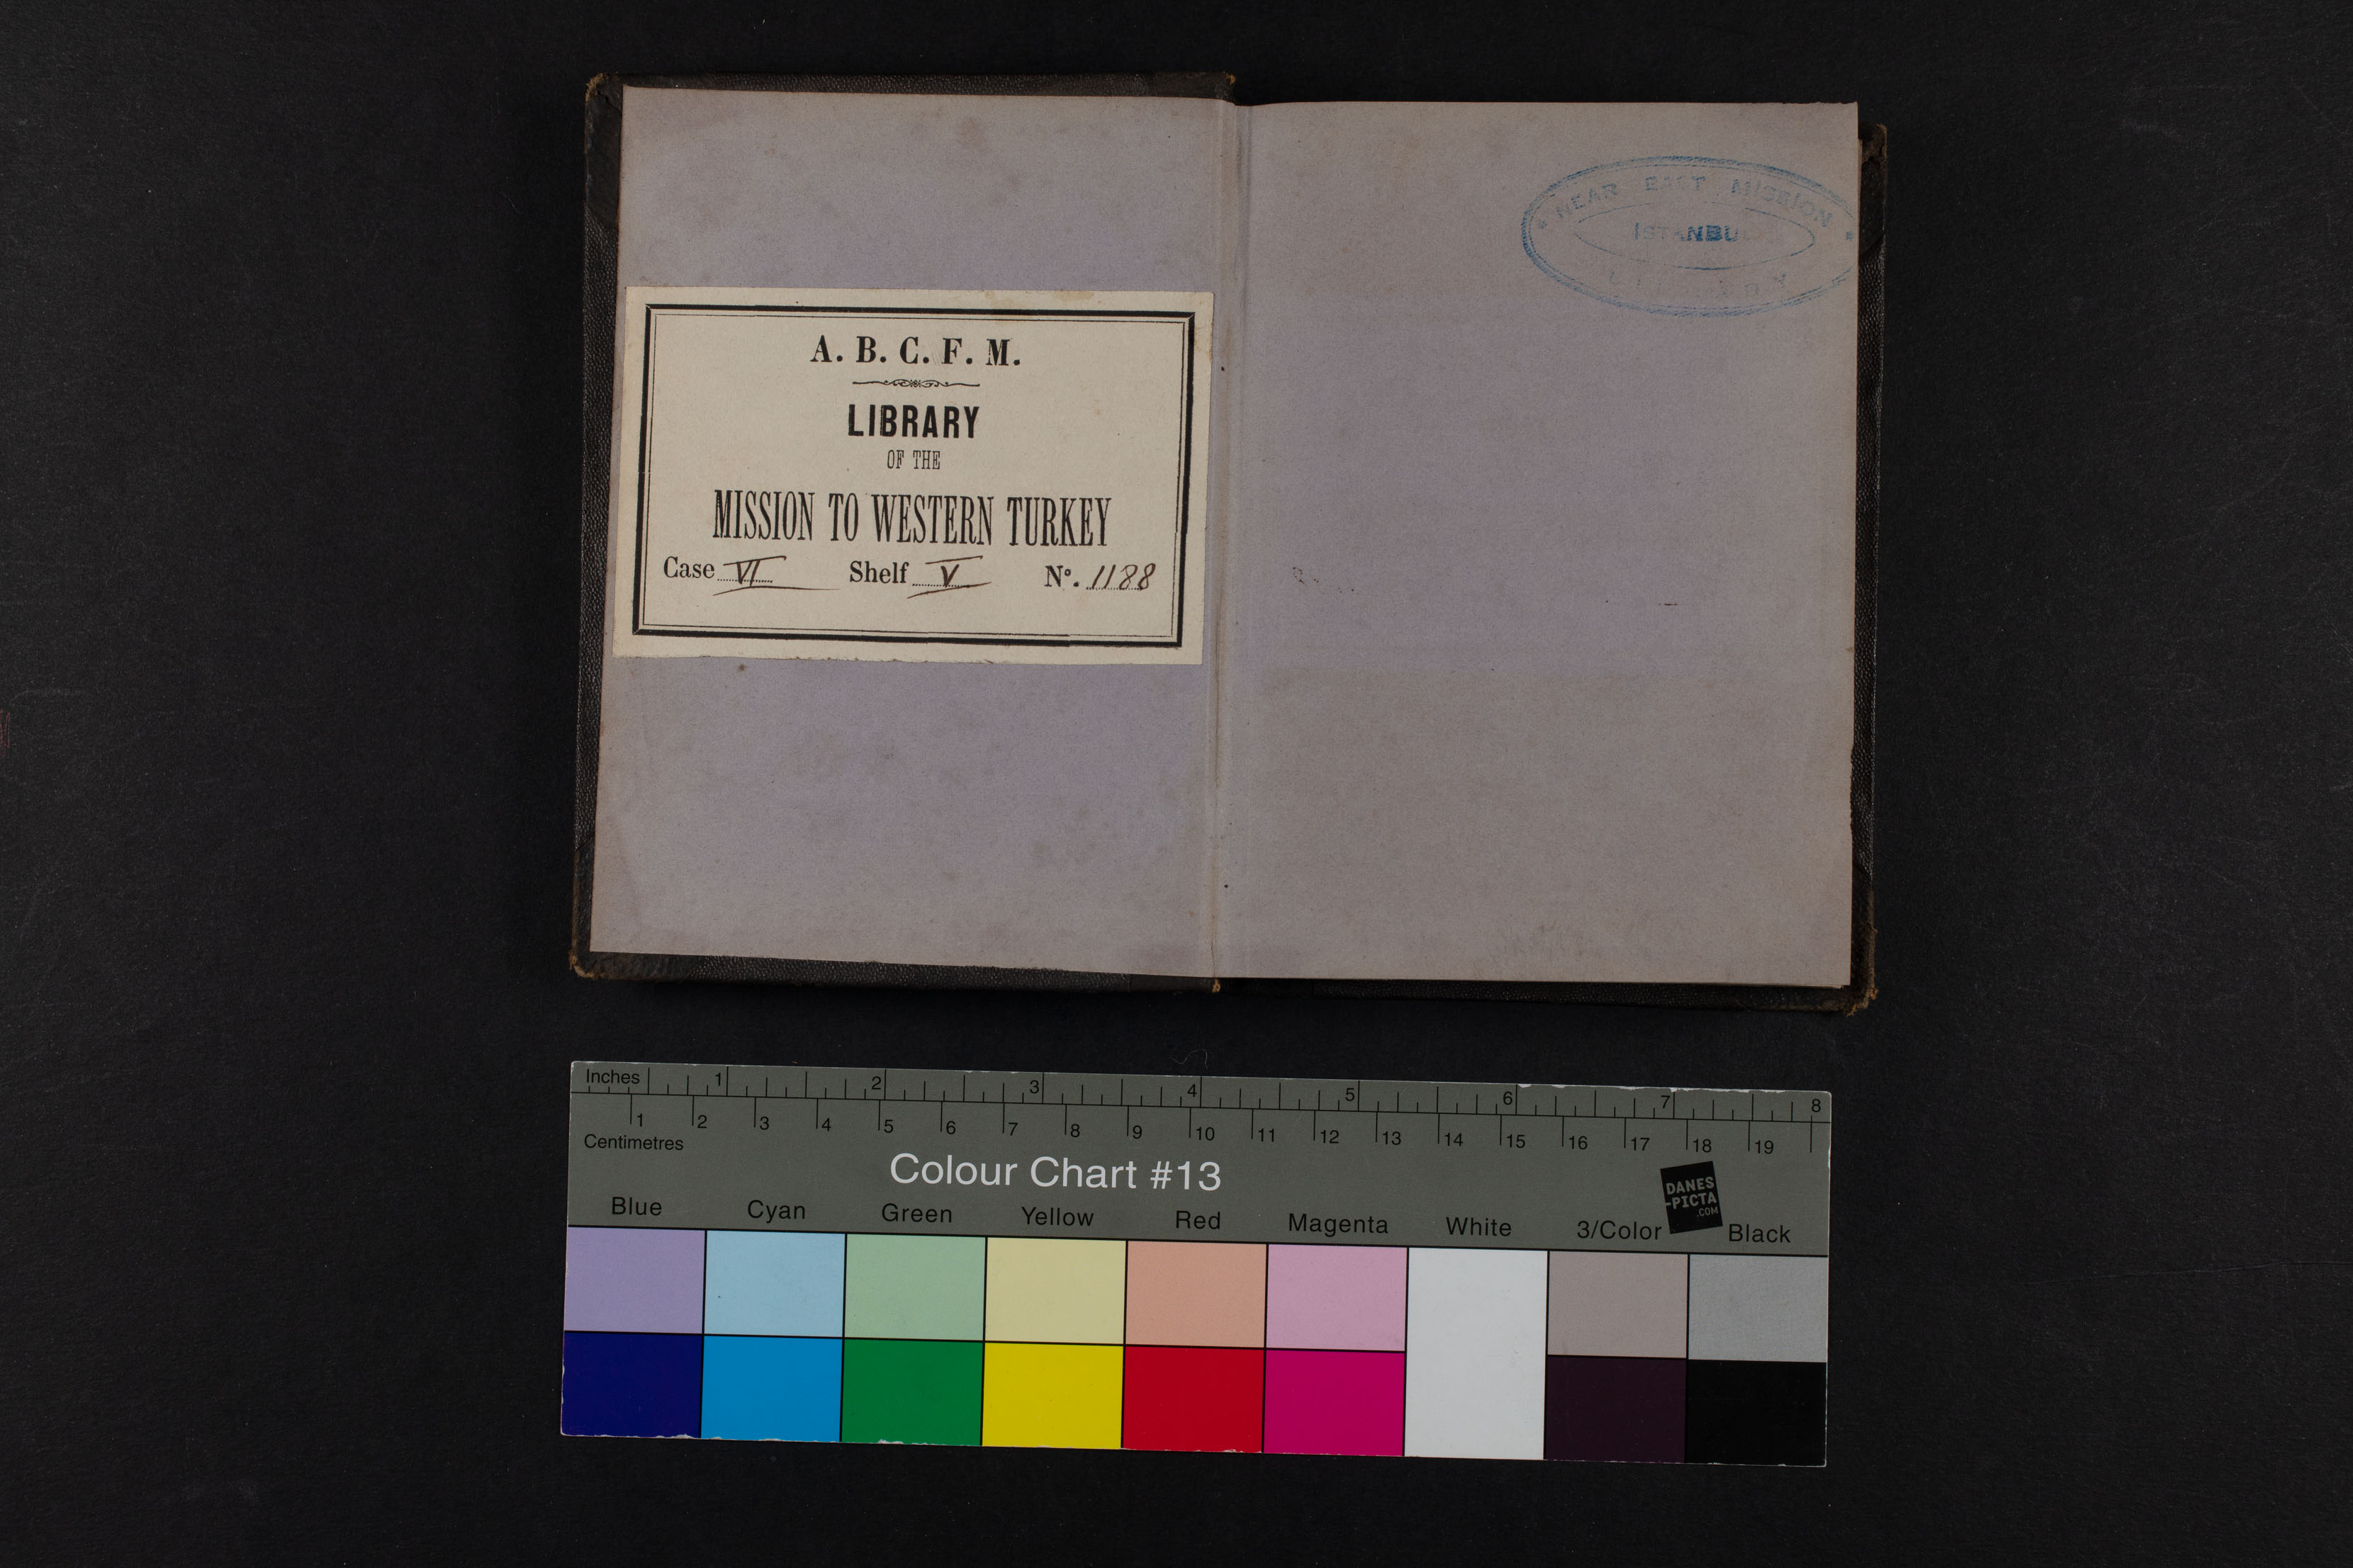 A. B. C. F. M.
LIBRARY
OF THE
MISSION TO WESTERN TURKEY
Case VI Shelf V Nº. 1188
NEAR EAST MISSION
ISTANBU
Inches 1 2 3 4 5 6 7 8
1 2 3 4 5 6 7 8 9 10 11 12 13 14 15 16 17 18 19
Centimetres
Colour Chart #13
DANES
-PICTA
.COM
Blue Cyan Green Yellow Red Magenta White 3/Color Black